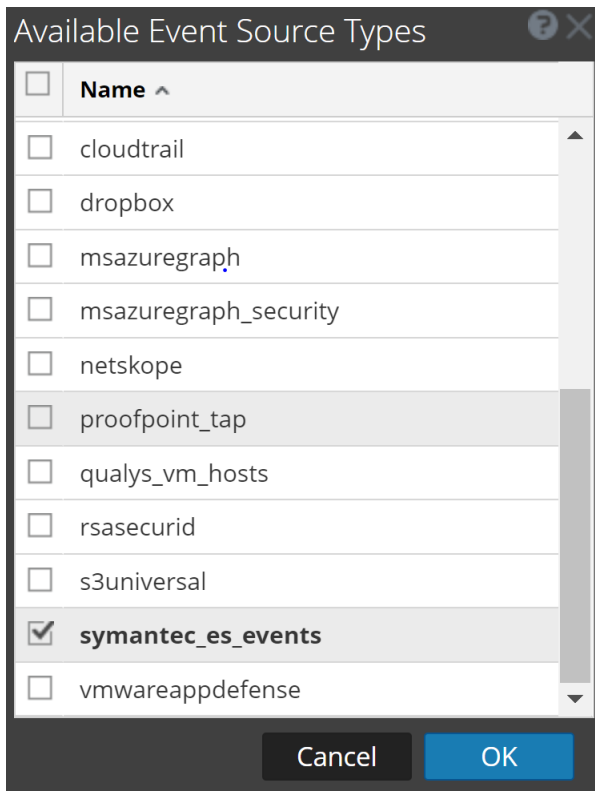 Available Event Source Types
Name
cloudtrail
dropbox
msazuregraph
msazuregraph_security
netskope
proofpoint_tap
qualys_vm_hosts
rsasecurid
s3universal
symantec_es_events
vmwareappdefense
Cancel OK